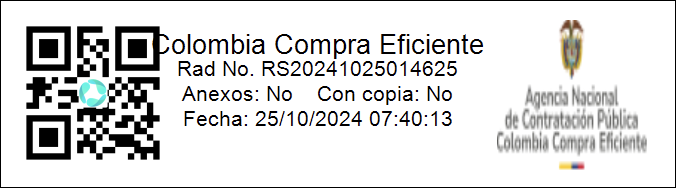 Colombia Compra Eficiente
Rad No. RS20241025014625
Anexos: No    Con copia: No
Fecha: 25/10/2024 07:40:13
Agencia Nacional
de Contratación Pública
Colombia Compra Eficiente